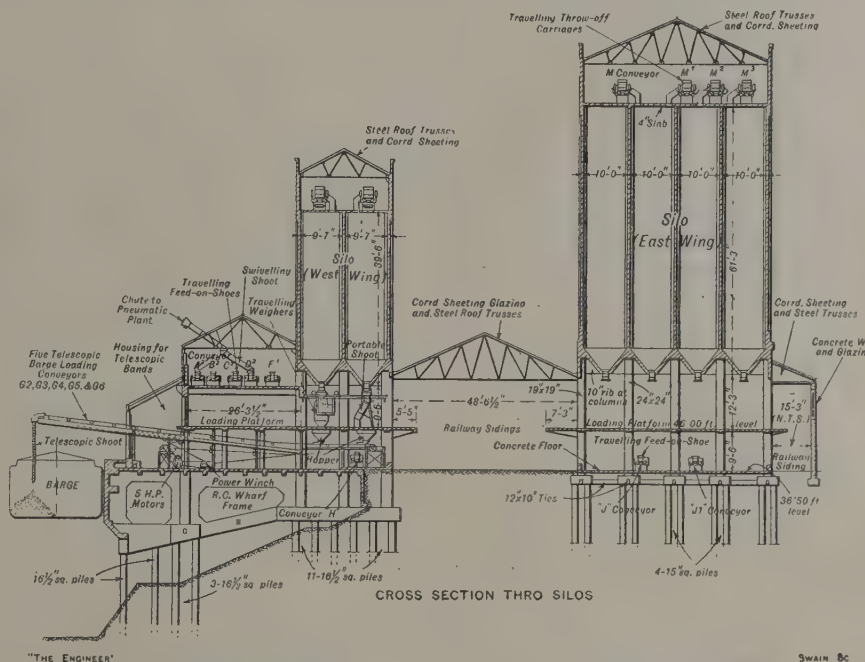 Travelling Throw-off
Carriages
Steel Roof Trusses
and Corrd. Sheeting
M Conveyor
M¹
M²
M³
4" Slab
Steel Roof Trusses
and Corrd Sheeting
10'-0"
10'-0"
10'-0"
10'-0"
Silo
(East Wing)
61'-3"
9'-7"
9'-7"
Silo
(West Wing)
39'-6"
Swivelling
Shoot
Travelling
Feed-on-Shoes
Travelling
Weighers
Chute to
Pneumatic
Plant
Portable
Shoot
Corrd Sheeting Glazing
and Steel Roof Trusses
Corrd. Sheeting
and Steel Trusses
Concrete W
and Glazin
Housing for
Telescopic
Bands
Five Telescopic
Barge Loading
Conveyors
G2,G3,G4,G5,&G6
Conveyor
B²
C²
D²
F¹
26'-3½"
Loading Platform
5'-5"
48'-6½"
7'-3"
Railway Sidings
19"x19"
10" rib at
column
24"x24"
12'-3"
15'-3"
(N.T.S.)
Loading Platform 46·00 ft. level
Travelling Feed-on-Shoe
9'-6"
Railway
Siding
Telescopic Shoot
Hopper
Concrete Floor
BARGE
5 H.P.
Motors
Power Winch
R.C. Wharf
Frame
Conveyor 'H'
12"x10" Ties
"J" Conveyor
"J1" Conveyor
36'50 ft
level
16½" sq. piles
3-16½" sq. piles
11-16½" sq. piles
4-15" sq. piles
CROSS SECTION THRO SILOS
"THE ENGINEER"
SWAIN Sc